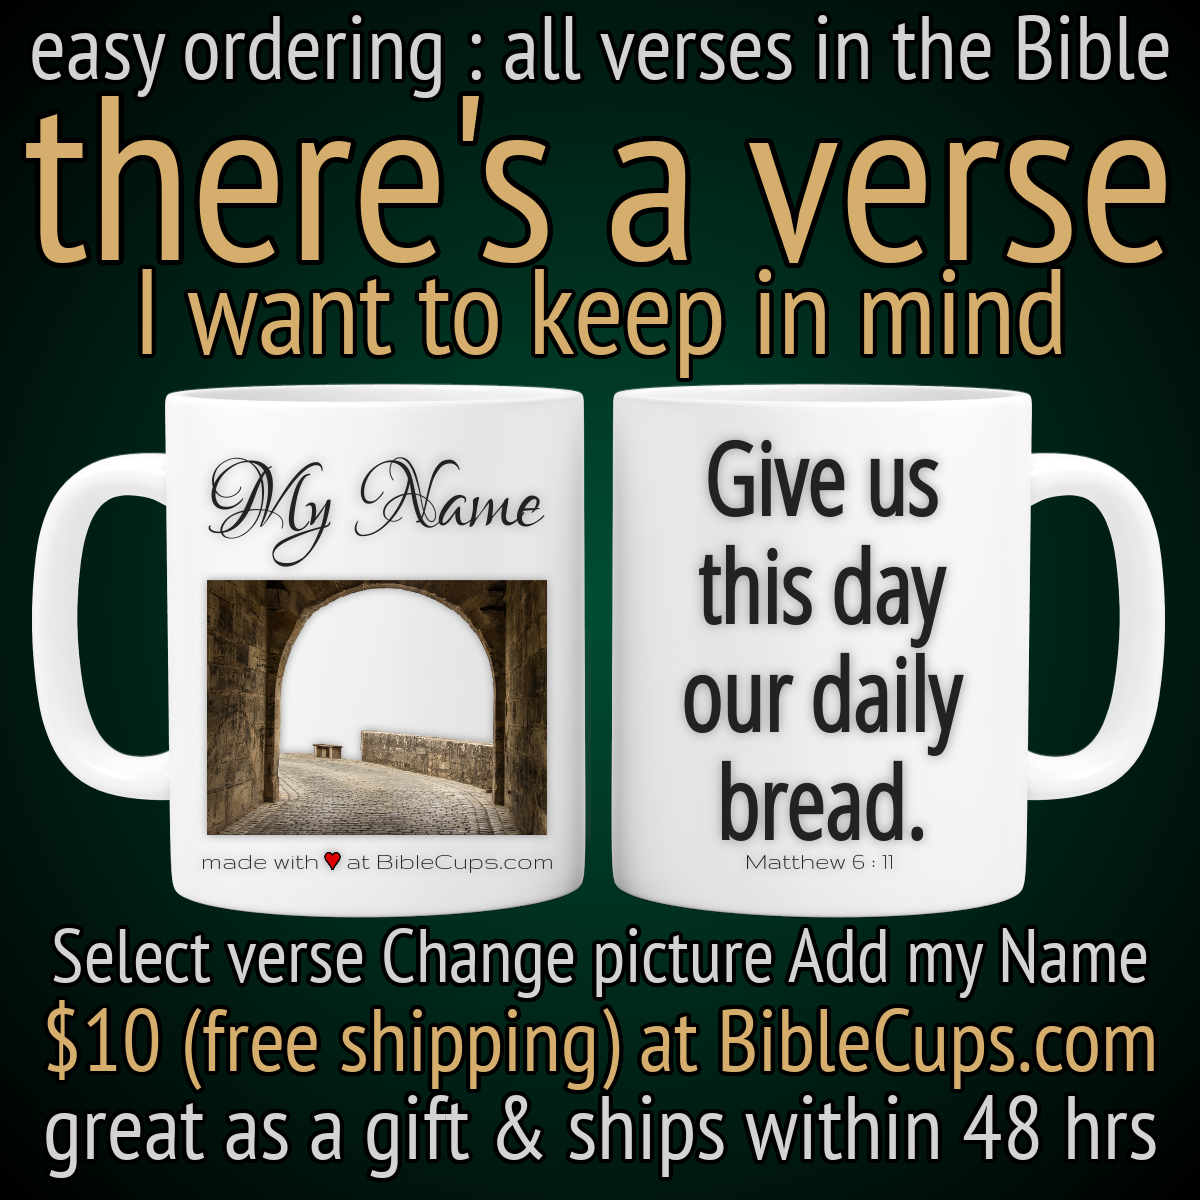 easy ordering : all verses in the Bible
there's a verse
I want to keep in mind
My Name
made with ❤ at BibleCups.com
Give us
this day
our daily
bread.
Matthew 6 : 11
Select verse Change picture Add my Name
$10 (free shipping) at BibleCups.com
great as a gift & ships within 48 hrs